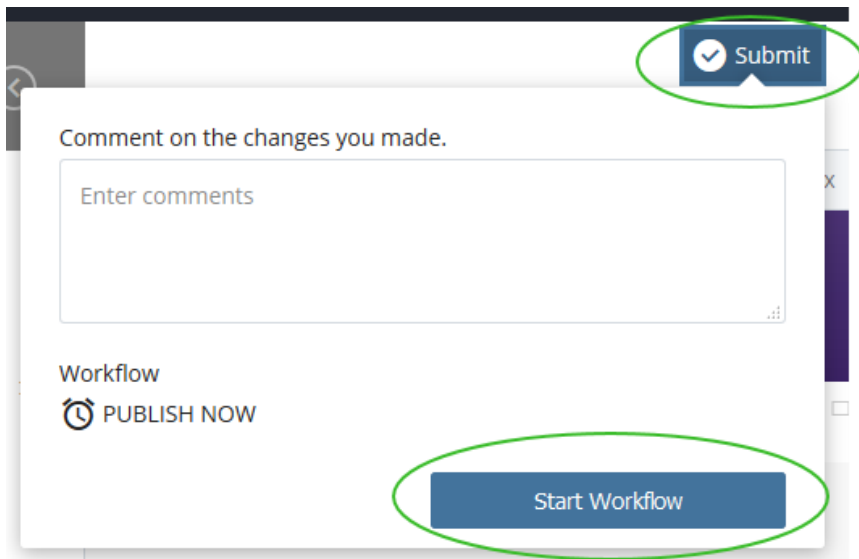 Submit
Comment on the changes you made.
x
Enter comments
Workflow
PUBLISH NOW
Start Workflow